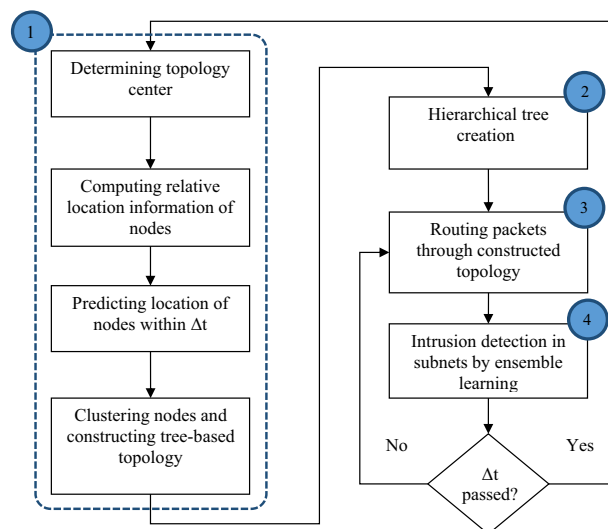 1
Determining topology
center
Computing relative
location information of
nodes
Predicting location of
nodes within Δt
Clustering nodes and
constructing tree-based
topology
2
Hierarchical tree
creation
3
Routing packets
through constructed
topology
4
Intrusion detection in
subnets by ensemble
learning
No
Yes
Δt
passed?